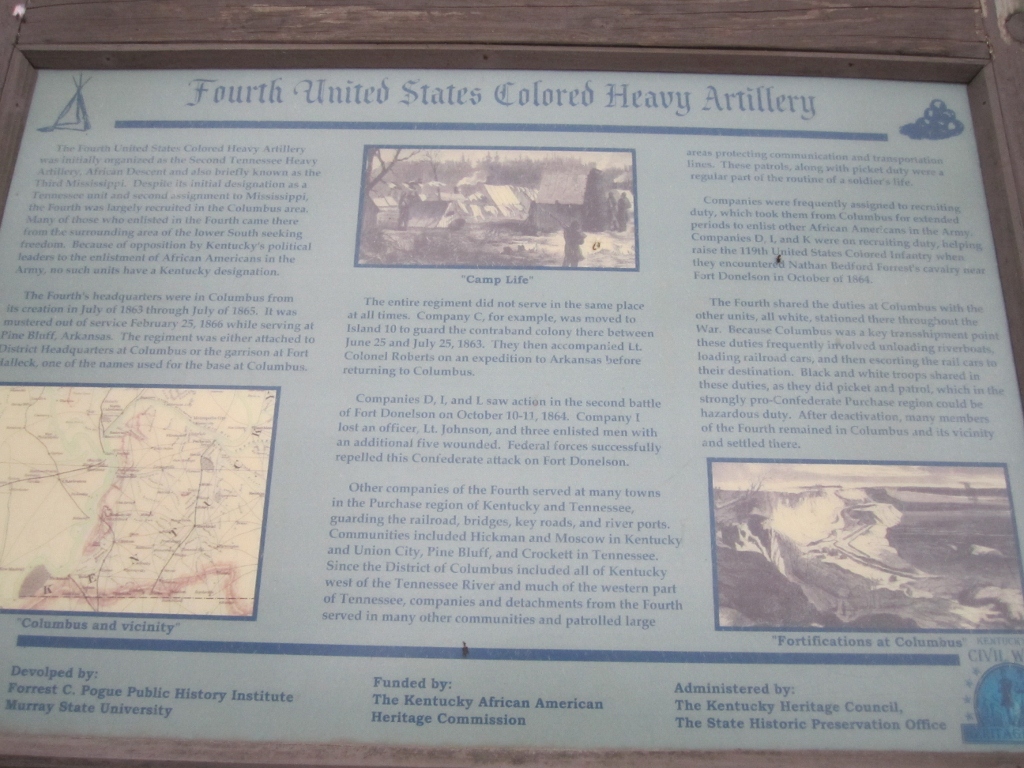 Fourth United States Colored Heavy Artillery
The Fourth United States Colored Heavy Artillery
was initially organized as the Second Tennessee Heavy
Artillery, African Descent and also briefly known as the
Third Mississippi. Despite its initial designation as a
Tennessee unit and second assignment to Mississippi,
the Fourth was largely recruited in the Columbus area.
Many of those who enlisted in the Fourth came there
from the surrounding area of the lower South seeking
freedom. Because of opposition by Kentucky's political
leaders to the enlistment of African Americans in the
Army, no such units have a Kentucky designation.
The Fourth's headquarters were in Columbus from
its creation in July of 1863 through July of 1865. It was
mustered out of service February 25, 1866 while serving at
Pine Bluff, Arkansas. The regiment was either attached to
District Headquarters at Columbus or the garrison at Fort
Halleck, one of the names used for the base at Columbus.
"Columbus and vicinity"
"Camp Life"
The entire regiment did not serve in the same place
at all times. Company C, for example, was moved to
Island 10 to guard the contraband colony there between
June 25 and July 25, 1863. They then accompanied Lt.
Colonel Roberts on an expedition to Arkansas before
returning to Columbus.
Companies D, I, and L saw action in the second battle
of Fort Donelson on October 10-11, 1864. Company I
lost an officer, Lt. Johnson, and three enlisted men with
an additional five wounded. Federal forces successfully
repelled this Confederate attack on Fort Donelson.
Other companies of the Fourth served at many towns
in the Purchase region of Kentucky and Tennessee,
guarding the railroad, bridges, key roads, and river ports.
Communities included Hickman and Moscow in Kentucky
and Union City, Pine Bluff, and Crockett in Tennessee.
Since the District of Columbus included all of Kentucky
west of the Tennessee River and much of the western part
of Tennessee, companies and detachments from the Fourth
served in many other communities and patrolled large
areas protecting communication and transportation
lines. These patrols, along with picket duty were a
regular part of the routine of a soldier's life.
Companies were frequently assigned to recruiting
duty, which took them from Columbus for extended
periods to enlist other African Americans in the Army.
Companies D, I, and K were on recruiting duty, helping
raise the 119th United States Colored Infantry when
they encountered Nathan Bedford Forrest's cavalry near
Fort Donelson in October of 1864.
The Fourth shared the duties at Columbus with the
other units, all white, stationed there throughout the
War. Because Columbus was a key transshipment point
these duties frequently involved unloading riverboats,
loading railroad cars, and then escorting the rail cars to
their destination. Black and white troops shared in
these duties, as they did picket and patrol, which in the
strongly pro-Confederate Purchase region could be
hazardous duty. After deactivation, many members
of the Fourth remained in Columbus and its vicinity
and settled there.
"Fortifications at Columbus"
Devolped by:
Forrest C. Pogue Public History Institute
Murray State University
Funded by:
The Kentucky African American
Heritage Commission
Administered by:
The Kentucky Heritage Council,
The State Historic Preservation Office
CIVIL W